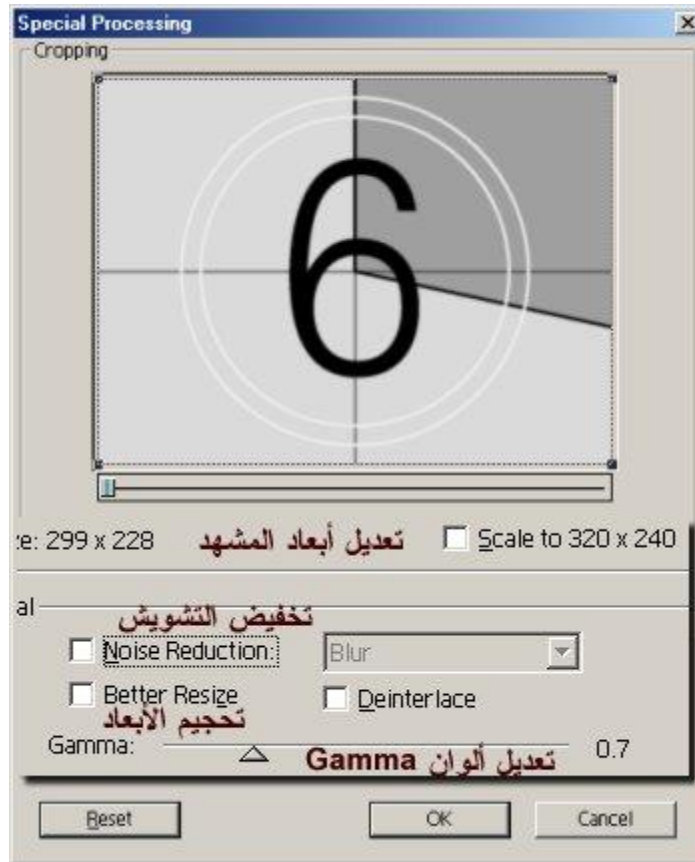 Special Processing
Cropping
6
ze: 299 x 228 تعديل أبعاد المشهد Scale to 320 x 240
al
تخفيض التشويش
Noise Reduction: Blur
Better Resize Deinterlace
تحجيم الأبعاد
Gamma: 0.7
تعديل ألوان Gamma
Reset OK Cancel